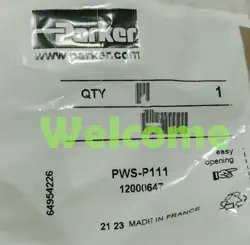 Parker
www.parker.com
QTY 1
Welcome
easy
opening
PWS-P111
12000647
64954226
21 23 MADE IN FRANCE